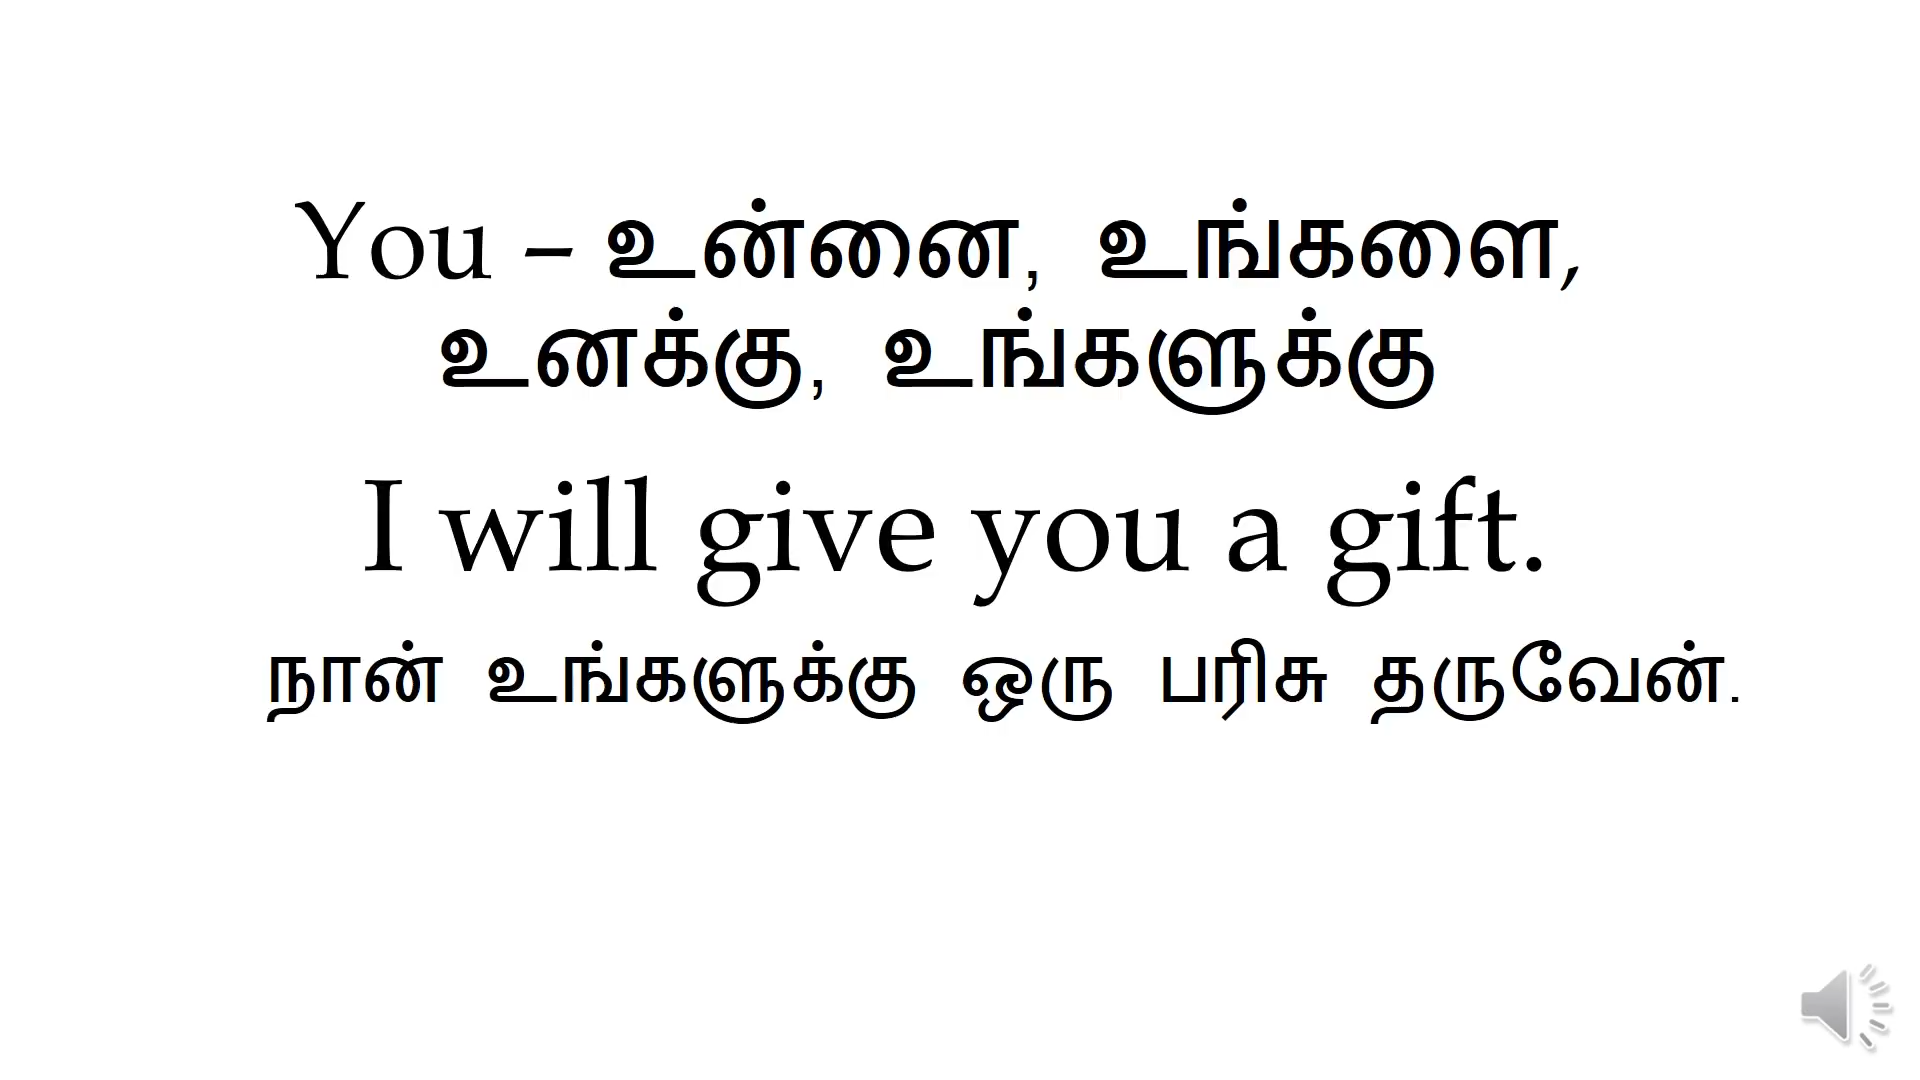 You – உன்னை, உங்களை,
உனக்கு, உங்களுக்கு
I will give you a gift.
நான் உங்களுக்கு ஒரு பரிசு தருவேன்.